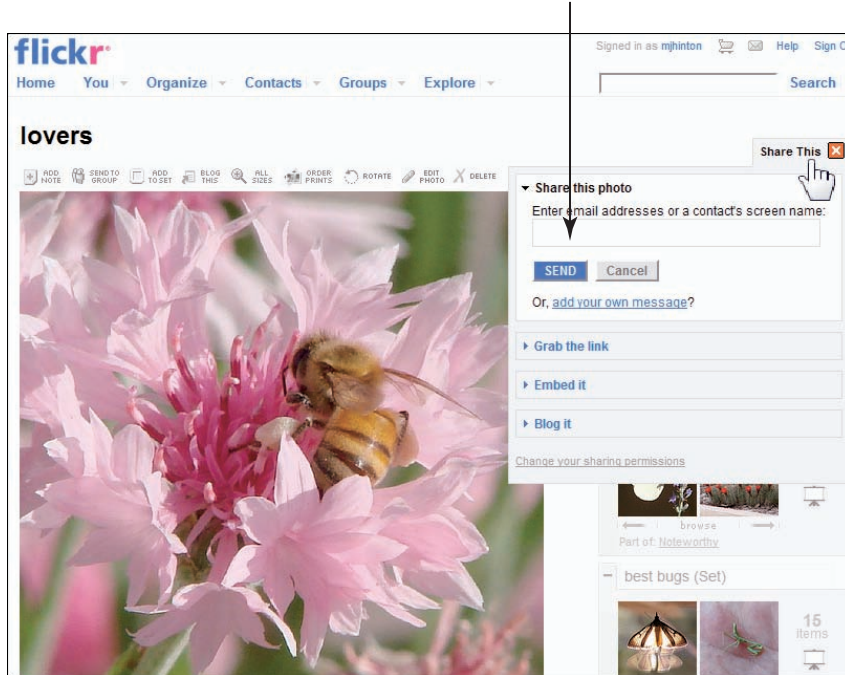 flickr
Signed in as mjhinton Help Sign O
Home You Organize Contacts Groups Explore Search
lovers
Share This
ADD NOTE SEND TO GROUP ADD TO SET BLOG THIS ALL SIZES ORDER PRINTS ROTATE EDIT PHOTO DELETE
Share this photo
Enter email addresses or a contact's screen name:
SEND Cancel
Or, add your own message?
Grab the link
Embed it
Blog it
Change your sharing permissions
browse
Part of: Noteworthy
best bugs (Set)
15
items